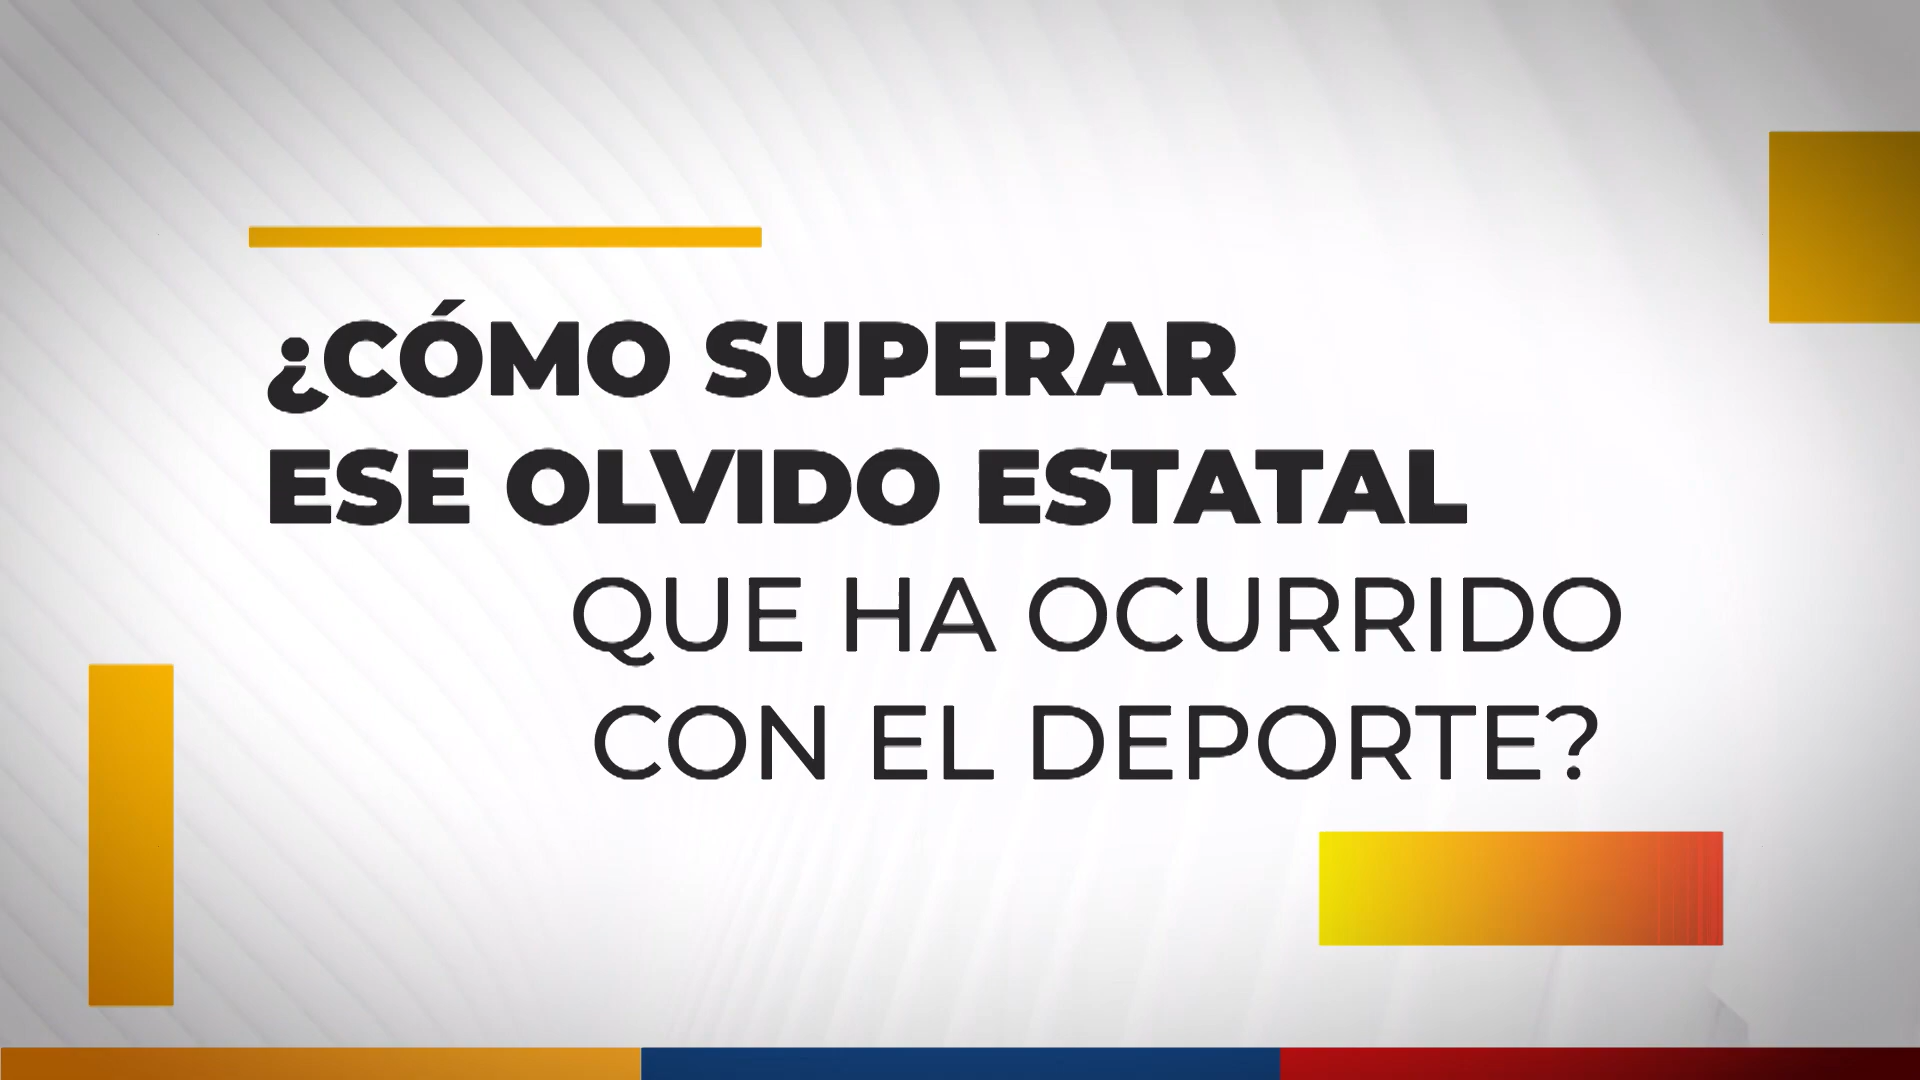 ¿CÓMO SUPERAR
ESE OLVIDO ESTATAL
QUE HA OCURRIDO
CON EL DEPORTE?